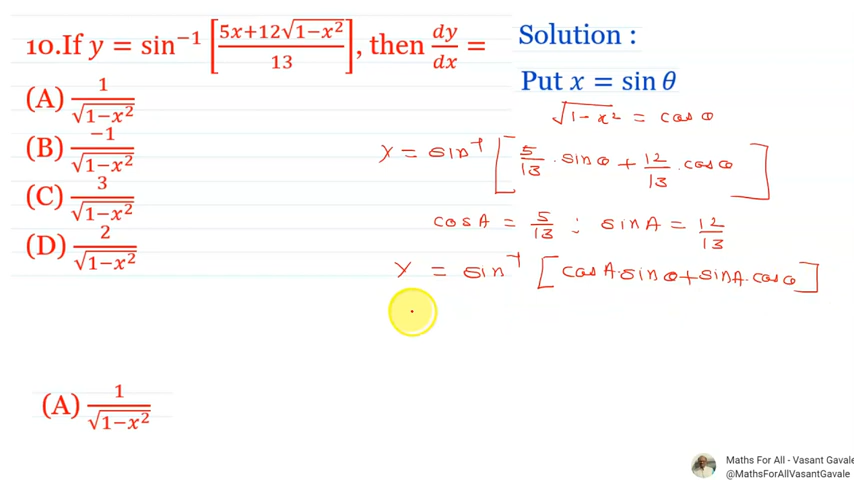 10.If y = sin⁻¹ [(5x+12√(1−x²))/13], then dy/dx =
(A) 1/√(1−x²)
(B) −1/√(1−x²)
(C) 3/√(1−x²)
(D) 2/√(1−x²)
Solution :
Put x = sin θ
√(1−x²) = cos θ
y = sin⁻¹ [5/13 · sin θ + 12/13 · cos θ]
cos A = 5/13 ; sin A = 12/13
y = sin⁻¹ [cos A · sin θ + sin A · cos θ]
(A) 1/√(1−x²)
Maths For All - Vasant Gavale
@MathsForAllVasantGavale